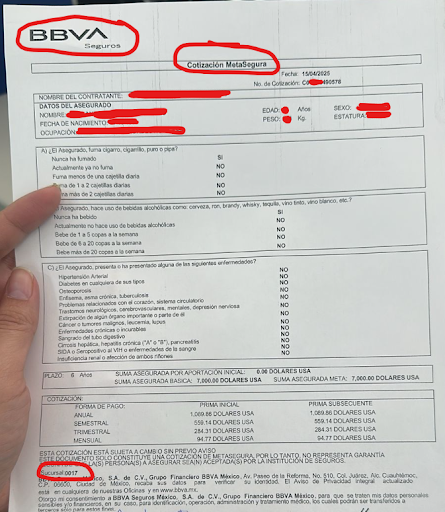 BBVA
Seguros
Cotización MetaSegura
Fecha: 15/04/2025
No. de Cotización: 490578
NOMBRE DEL CONTRATANTE:
DATOS DEL ASEGURADO
NOMBRE:
EDAD: Años SEXO:
FECHA DE NACIMIENTO:
PESO: Kg. ESTATURA:
OCUPACIÓN:
A) ¿El Asegurado, fuma cigarro, cigarrillo, puro o pipa?
Nunca ha fumado SI
Actualmente ya no fuma NO
Fuma menos de una cajetilla diaria NO
de 1 a 2 cajetillas diarias NO
más de 2 cajetillas diarias NO
Asegurado, hace uso de bebidas alcohólicas como: cerveza, ron, brandy, whisky, tequila, vino tinto, vino blanco, etc.?
Nunca ha bebido SI
Actualmente no hace uso de bebidas alcohólicas NO
Bebe de 1 a 5 copas a la semana NO
Bebe de 6 a 20 copas a la semana NO
Bebe más de 20 copas a la semana NO
C) ¿El Asegurado, presenta o ha presentado alguna de las siguientes enfermedades?
Hipertensión Arterial NO
Diabetes en cualquiera de sus tipos NO
Osteoporosis NO
Enfisema, asma crónica, tuberculosis NO
Problemas relacionados con el corazón, sistema circulatorio NO
Trastornos neurológicos, cerebrovasculares, mentales, depresión nerviosa NO
Extirpación de algún órgano importante o parte de él NO
Cáncer o tumores malignos, leucemia, lupus NO
Enfermedades crónicas o incurables NO
Sangrado del tubo digestivo NO
Cirrosis hepática, hepatitis crónica ("A" o "B"), pancreatitis NO
SIDA o Seropositivo al VIH o enfermedades de la sangre NO
Insuficiencia renal o afección de ambos riñones NO
PLAZO: 6 Años SUMA ASEGURADA POR APORTACIÓN INICIAL: 0.00 DOLARES USA
SUMA ASEGURADA BÁSICA: 7,000.00 DOLARES USA SUMA ASEGURADA META: 7,000.00 DOLARES USA
COTIZACIÓN:
FORMA DE PAGO: PRIMA INICIAL PRIMA SUBSECUENTE
ANUAL 1,089.86 DOLARES USA 1,089.86 DOLARES USA
SEMESTRAL 559.14 DOLARES USA 559.14 DOLARES USA
TRIMESTRAL 284.31 DOLARES USA 284.31 DOLARES USA
MENSUAL 94.77 DOLARES USA 94.77 DOLARES USA
ESTA COTIZACIÓN ESTÁ SUJETA A CAMBIO SIN PREVIO AVISO
ESTE DOCUMENTO SOLO CONSTITUYE UNA COTIZACIÓN DE METASEGURA, POR LO TANTO, NO REPRESENTA GARANTÍA
LA(S) PERSONA(S) A ASEGURAR SEA(N) ACEPTADA(S) POR LA INSTITUCIÓN DE SEGUROS.
Sucursal:0017
S.A. de C.V., Grupo Financiero BBVA México. Av. Paseo de la Reforma, No. 510, Col. Juárez, Alc. Cuauhtémoc,
C.P. 06600, Ciudad de México, recaba sus datos para verificar su identidad. El Aviso de Privacidad integral actualizado
está en cualquiera de nuestras Oficinas y en www.bbva.mx.
Otorgo mi consentimiento a BBVA Seguros México, S.A. de C.V., Grupo Financiero BBVA México, para que se traten mis datos personales
sensibles y/o financieros, en su caso, para identificación, operación, administración y tratamiento médico, los cuales podrán ser transferidos a